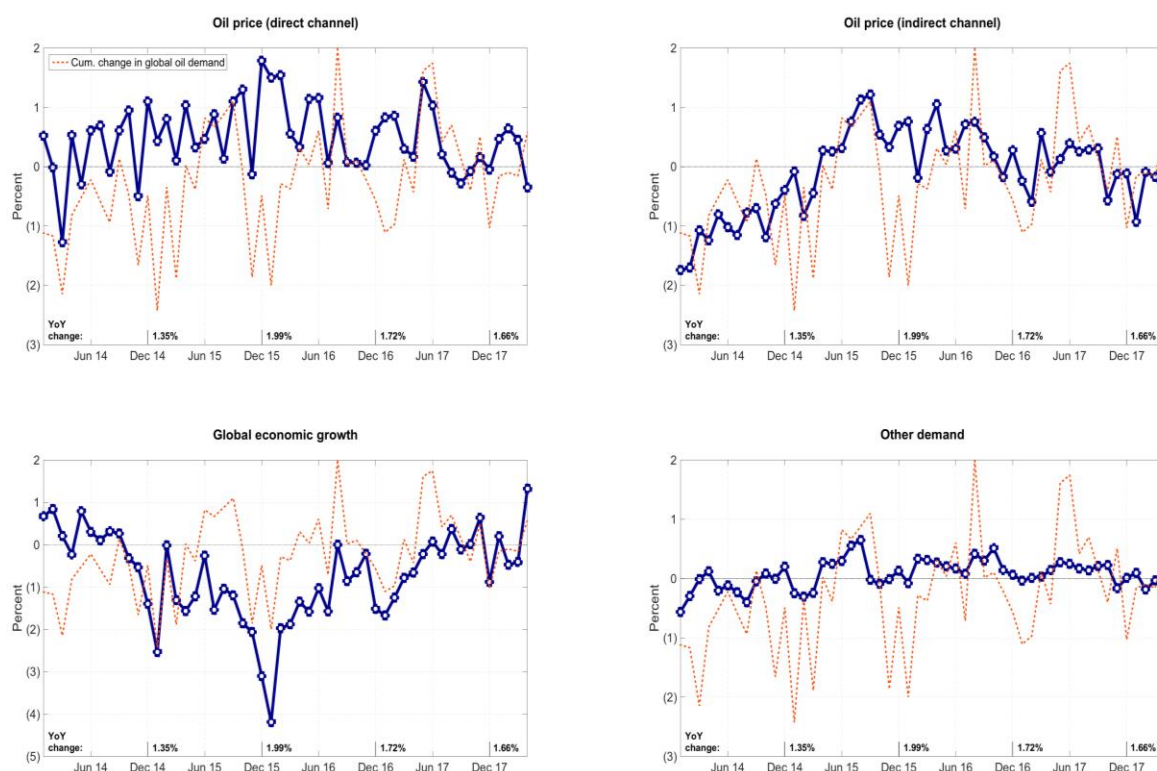 Oil price (direct channel)
2
Cum. change in global oil demand
1
0
(1)
(2)
(3)
Percent
YoY
change:
1.35%
1.99%
1.72%
1.66%
Jun 14
Dec 14
Jun 15
Dec 15
Jun 16
Dec 16
Jun 17
Dec 17
Oil price (indirect channel)
2
1
0
(1)
(2)
(3)
Percent
YoY
change:
1.35%
1.99%
1.72%
1.66%
Jun 14
Dec 14
Jun 15
Dec 15
Jun 16
Dec 16
Jun 17
Dec 17
Global economic growth
2
1
0
(1)
(2)
(3)
(4)
(5)
Percent
YoY
change:
1.35%
1.99%
1.72%
1.66%
Jun 14
Dec 14
Jun 15
Dec 15
Jun 16
Dec 16
Jun 17
Dec 17
Other demand
2
1
0
(1)
(2)
(3)
Percent
YoY
change:
1.35%
1.99%
1.72%
1.66%
Jun 14
Dec 14
Jun 15
Dec 15
Jun 16
Dec 16
Jun 17
Dec 17